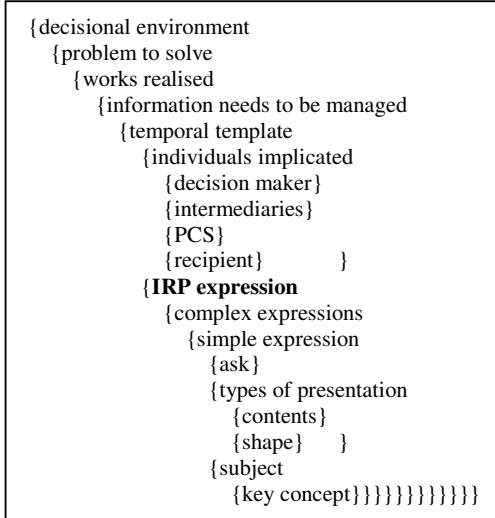 {decisional environment
{problem to solve
{works realised
{information needs to be managed
{temporal template
{individuals implicated
{decision maker}
{intermediaries}
{PCS}
{recipient} }
{IRP expression
{complex expressions
{simple expression
{ask}
{types of presentation
{contents}
{shape} }
{subject
{key concept}}}}}}}}}}}}